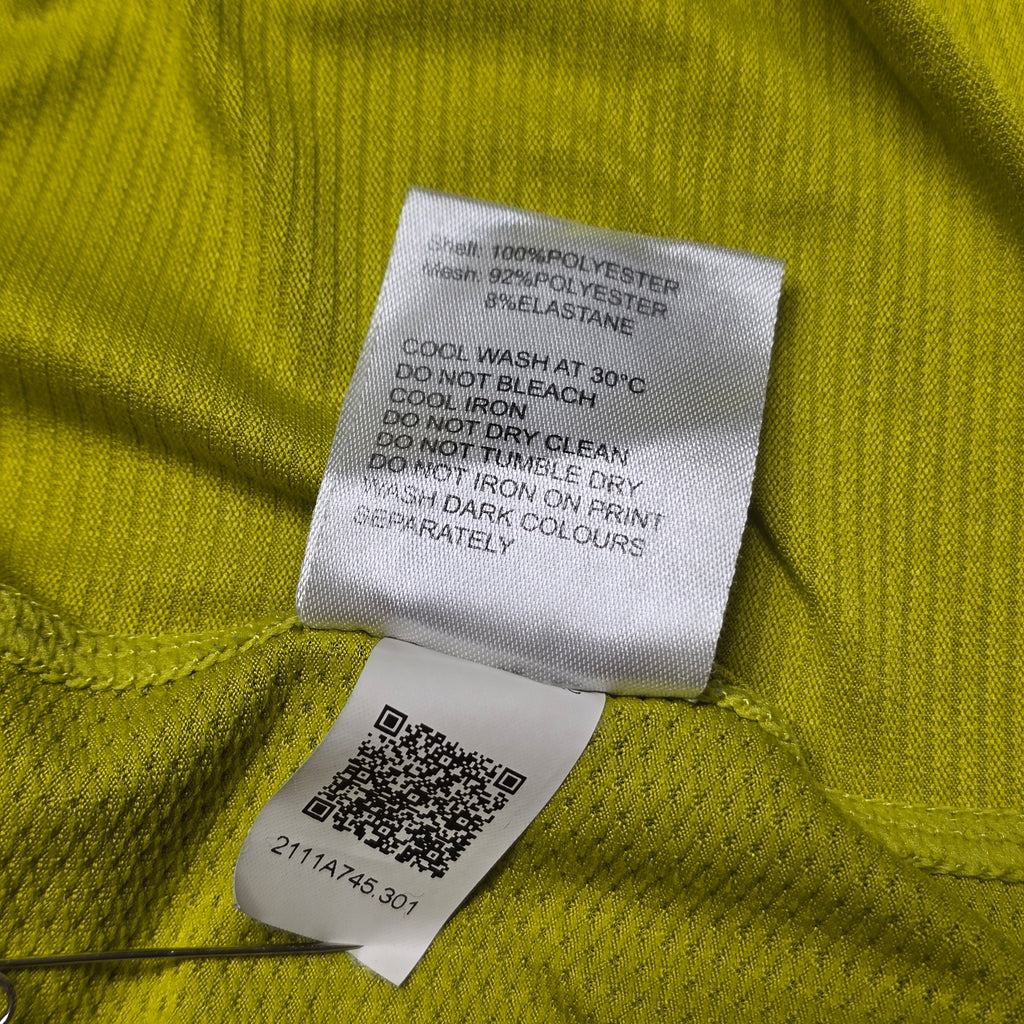 Shell: 100%POLYESTER
Mesh: 92%POLYESTER
8%ELASTANE
COOL WASH AT 30°C
DO NOT BLEACH
COOL IRON
DO NOT DRY CLEAN
DO NOT TUMBLE DRY
DO NOT IRON ON PRINT
WASH DARK COLOURS
SEPARATELY
2111A745.301